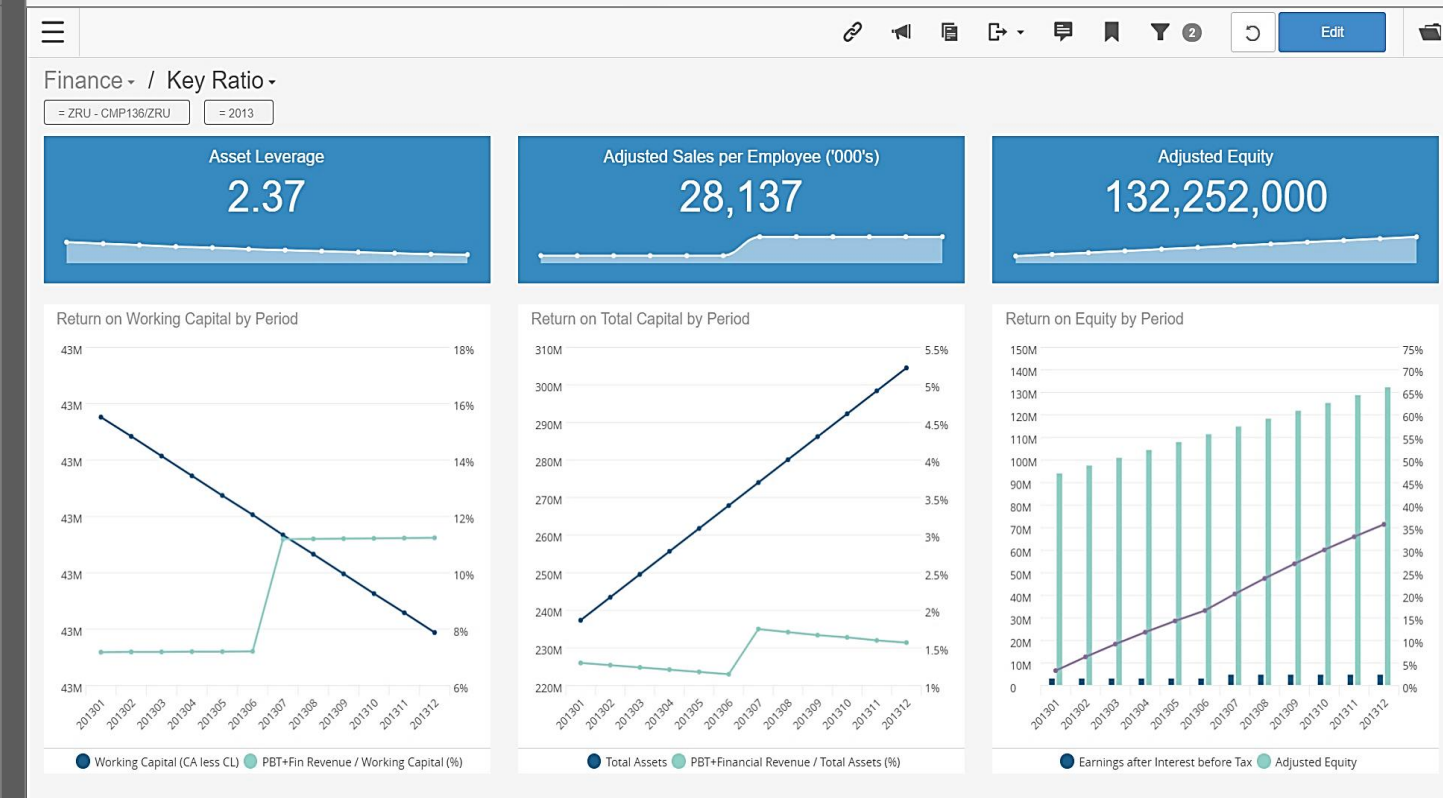 2
Edit
Finance / Key Ratio
= ZRU - CMP136/ZRU
= 2013
Asset Leverage
2.37
Adjusted Sales per Employee ('000's)
28,137
Adjusted Equity
132,252,000
Return on Working Capital by Period
43M
43M
43M
43M
43M
43M
43M
18%
16%
14%
12%
10%
8%
6%
201301 201302 201303 201304 201305 201306 201307 201308 201309 201310 201311 201312
Working Capital (CA less CL) PBT+Fin Revenue / Working Capital (%)
Return on Total Capital by Period
310M
300M
290M
280M
270M
260M
250M
240M
230M
220M
5.5%
5%
4.5%
4%
3.5%
3%
2.5%
2%
1.5%
1%
201301 201302 201303 201304 201305 201306 201307 201308 201309 201310 201311 201312
Total Assets PBT+Financial Revenue / Total Assets (%)
Return on Equity by Period
150M
140M
130M
120M
110M
100M
90M
80M
70M
60M
50M
40M
30M
20M
10M
0
75%
70%
65%
60%
55%
50%
45%
40%
35%
30%
25%
20%
15%
10%
5%
0%
201301 201302 201303 201304 201305 201306 201307 201308 201309 201310 201311 201312
Earnings after Interest before Tax Adjusted Equity